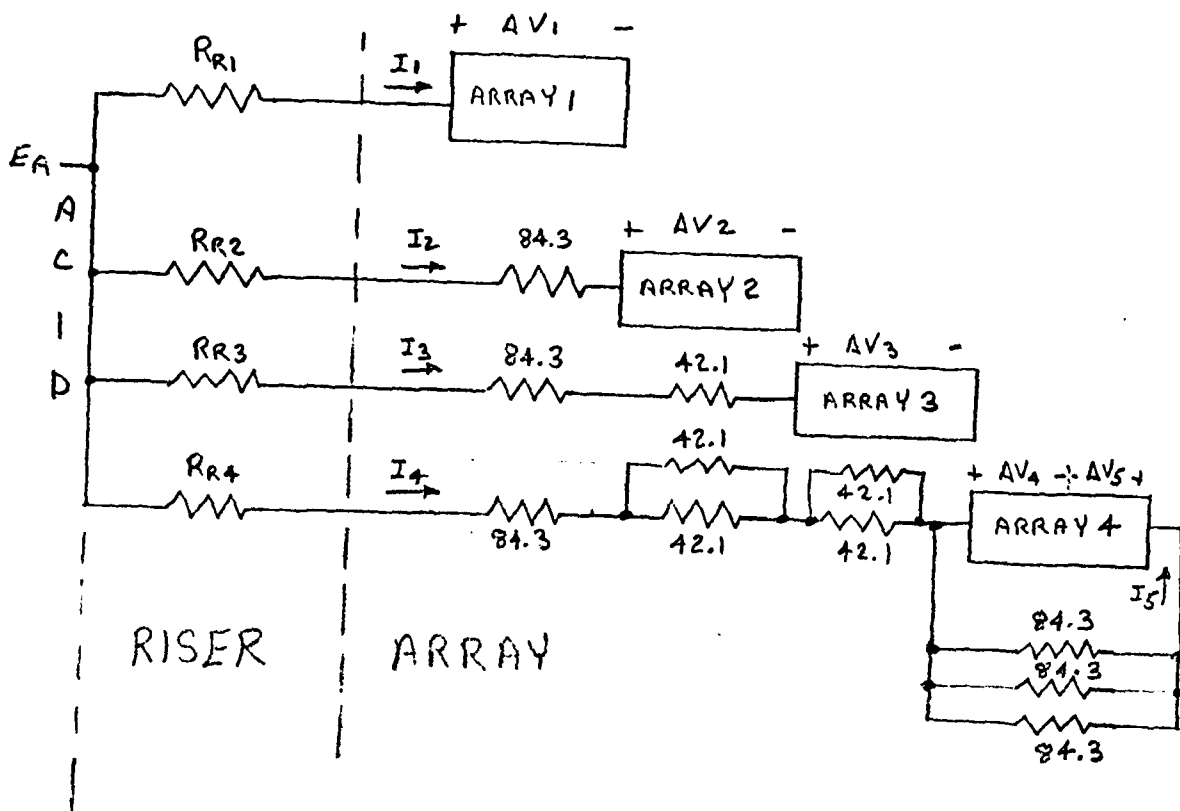 + ΔV1 -
RR1
I1
ARRAY 1
EA
A
C
I
D
RR2
I2
84.3
+ ΔV2 -
ARRAY 2
RR3
I3
84.3
42.1
+ ΔV3 -
ARRAY 3
RR4
I4
84.3
42.1
42.1
42.1
42.1
+ ΔV4 -¦- ΔV5 +
ARRAY 4
I5
84.3
84.3
84.3
RISER
ARRAY